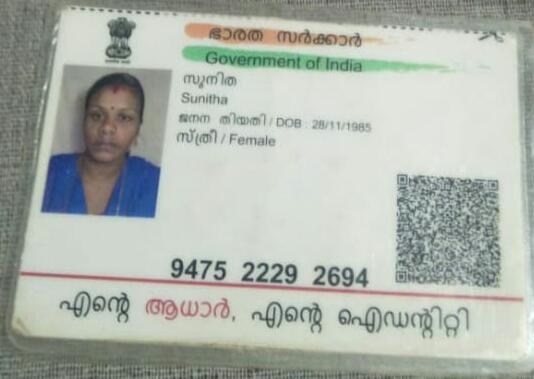 ഭാരത സർക്കാർ
Government of India
സുനിത
Sunitha
ജനന തിയതി / DOB : 28/11/1985
സ്ത്രീ / Female
9475 2229 2694
എന്റെ ആധാർ, എന്റെ ഐഡന്റിറ്റി